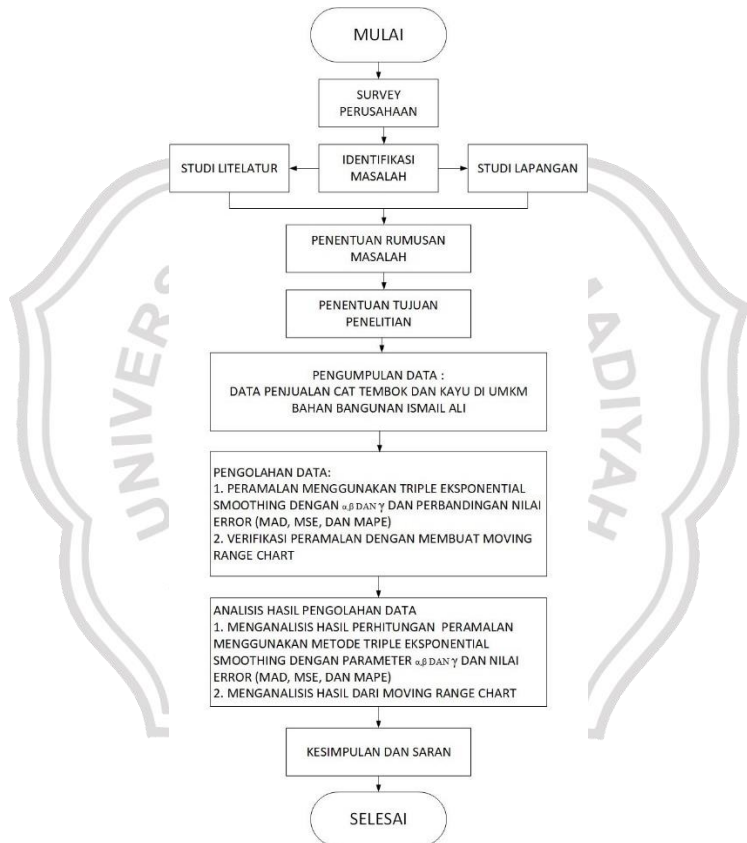 MULAI
SURVEY
PERUSAHAAN
STUDI LITELATUR
IDENTIFIKASI
MASALAH
STUDI LAPANGAN
PENENTUAN RUMUSAN
MASALAH
PENENTUAN TUJUAN
PENELITIAN
PENGUMPULAN DATA :
DATA PENJUALAN CAT TEMBOK DAN KAYU DI UMKM
BAHAN BANGUNAN ISMAIL ALI
PENGOLAHAN DATA:
1. PERAMALAN MENGGUNAKAN TRIPLE EKSPONENTIAL
SMOOTHING DENGAN α,β DAN γ DAN PERBANDINGAN NILAI
ERROR (MAD, MSE, DAN MAPE)
2. VERIFIKASI PERAMALAN DENGAN MEMBUAT MOVING
RANGE CHART
ANALISIS HASIL PENGOLAHAN DATA
1. MENGANALISIS HASIL PERHITUNGAN PERAMALAN
MENGGUNAKAN METODE TRIPLE EKSPONENTIAL
SMOOTHING DENGAN PARAMETER α,β DAN γ DAN NILAI
ERROR (MAD, MSE, DAN MAPE)
2. MENGANALISIS HASIL DARI MOVING RANGE CHART
KESIMPULAN DAN SARAN
SELESAI